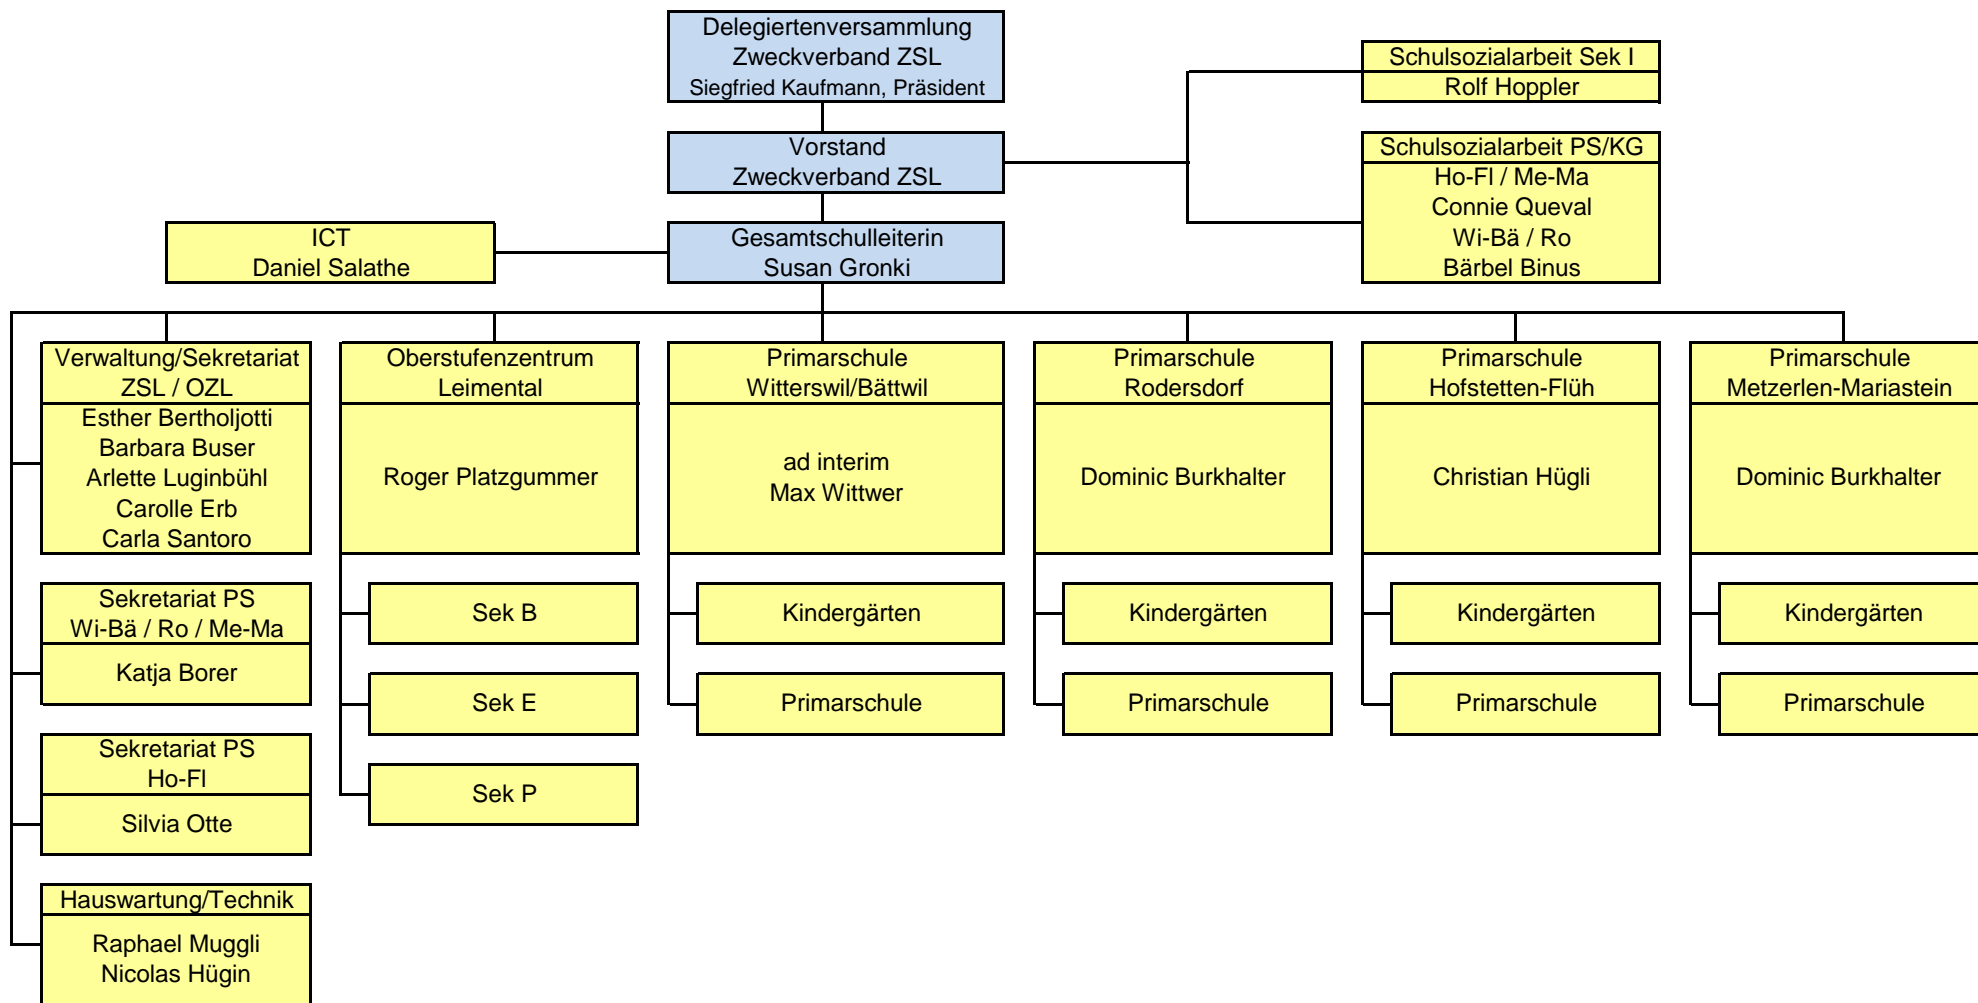 Delegiertenversammlung
Zweckverband ZSL
Siegfried Kaufmann, Präsident
Schulsozialarbeit Sek I
Rolf Hoppler
Vorstand
Zweckverband ZSL
Schulsozialarbeit PS/KG
Ho-Fl / Me-Ma
Connie Queval
Wi-Bä / Ro
Bärbel Binus
ICT
Daniel Salathe
Gesamtschulleiterin
Susan Gronki
Verwaltung/Sekretariat
ZSL / OZL
Esther Bertholjotti
Barbara Buser
Arlette Luginbühl
Carolle Erb
Carla Santoro
Sekretariat PS
Wi-Bä / Ro / Me-Ma
Katja Borer
Sekretariat PS
Ho-Fl
Silvia Otte
Hauswartung/Technik
Raphael Muggli
Nicolas Hügin
Oberstufenzentrum
Leimental
Roger Platzgummer
Sek B
Sek E
Sek P
Primarschule
Witterswil/Bättwil
ad interim
Max Wittwer
Kindergärten
Primarschule
Primarschule
Rodersdorf
Dominic Burkhalter
Kindergärten
Primarschule
Primarschule
Hofstetten-Flüh
Christian Hügli
Kindergärten
Primarschule
Primarschule
Metzerlen-Mariastein
Dominic Burkhalter
Kindergärten
Primarschule